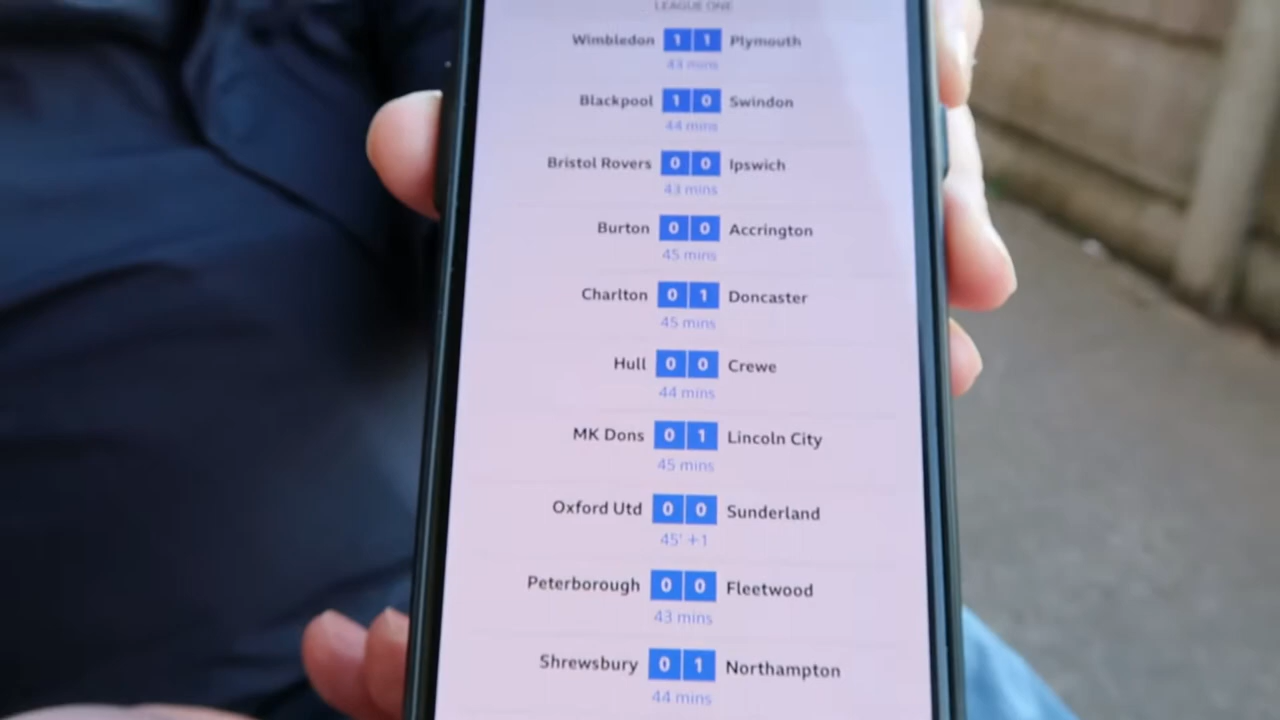 LEAGUE ONE
Wimbledon 1 1 Plymouth
43 mins
Blackpool 1 0 Swindon
44 mins
Bristol Rovers 0 0 Ipswich
43 mins
Burton 0 0 Accrington
45 mins
Charlton 0 1 Doncaster
45 mins
Hull 0 0 Crewe
44 mins
MK Dons 0 1 Lincoln City
45 mins
Oxford Utd 0 0 Sunderland
45' +1
Peterborough 0 0 Fleetwood
43 mins
Shrewsbury 0 1 Northampton
44 mins